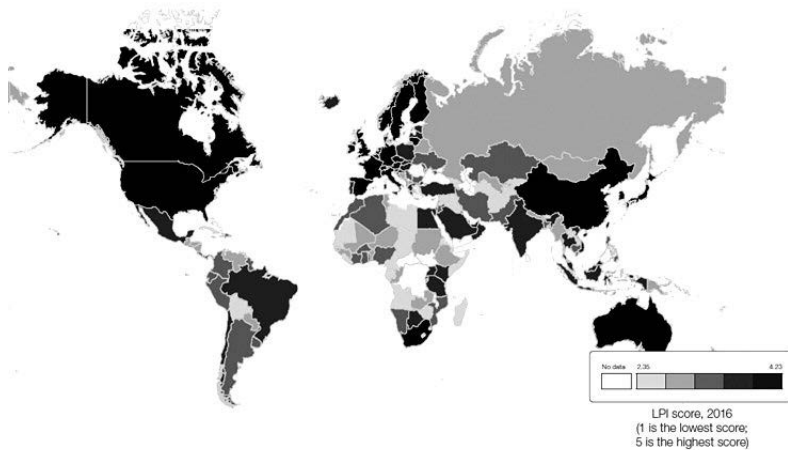 No data 2.35 4.23
LPI score, 2016
(1 is the lowest score;
5 is the highest score)